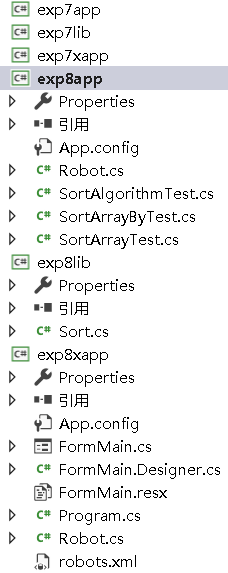 exp7app
exp7lib
exp7xapp
exp8app
Properties
引用
App.config
Robot.cs
SortAlgorithmTest.cs
SortArrayByTest.cs
SortArrayTest.cs
exp8lib
Properties
引用
Sort.cs
exp8xapp
Properties
引用
App.config
FormMain.cs
FormMain.Designer.cs
FormMain.resx
Program.cs
Robot.cs
robots.xml